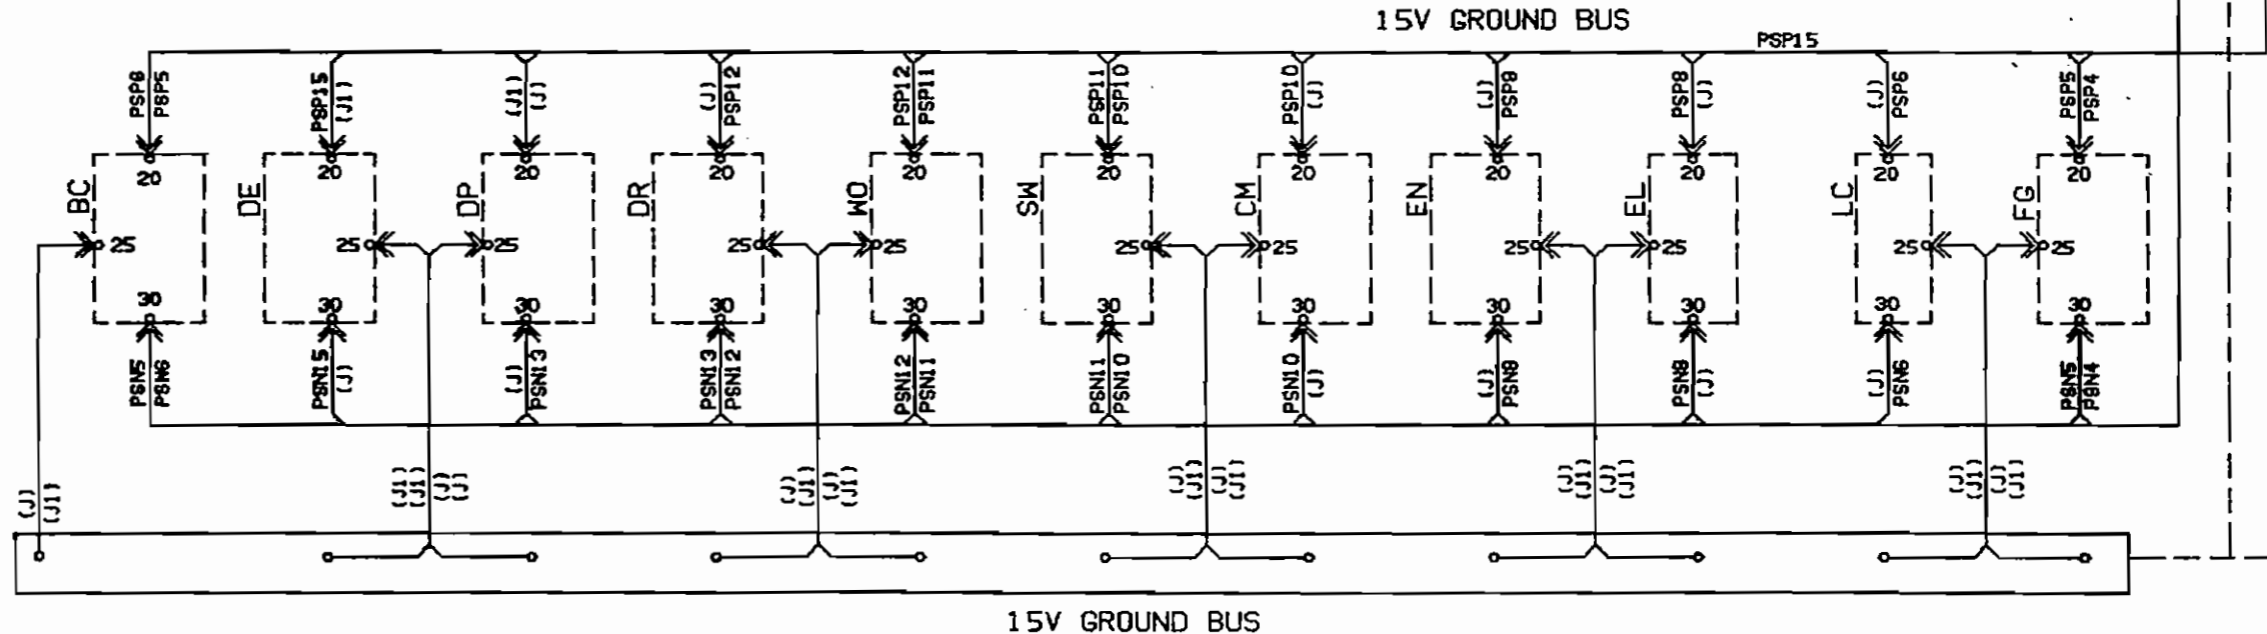 15V GROUND BUS
PSP15
PSP6 PSP5
PSP15 (J1)
(J1) (J)
(J) PSP12
PSP12 PSP11
PSP11 PSP10
PSP10 (J)
(J) PSP8
PSP8 (J)
(J) PSP6
PSP5 PSP4
20 20 20 20 20 20 20 20 20 20 20
BC DE DP DR WO SW CM EN EL LC FG
25 25 25 25 25 25 25 25 25 25 25
30 30 30 30 30 30 30 30 30 30 30
PSN5 PSN6
PSN15 (J)
(J) PSN13
PSN13 PSN12
PSN12 PSN11
PSN11 PSN10
PSN10 (J)
(J) PSN8
PSN8 (J)
(J) PSN6
PSN5 PSN4
(J) (J1)
(J1) (J1) (J) (J)
(J) (J1) (J) (J1)
(J) (J1) (J) (J1)
(J) (J1) (J) (J1)
(J) (J1) (J) (J1)
15V GROUND BUS